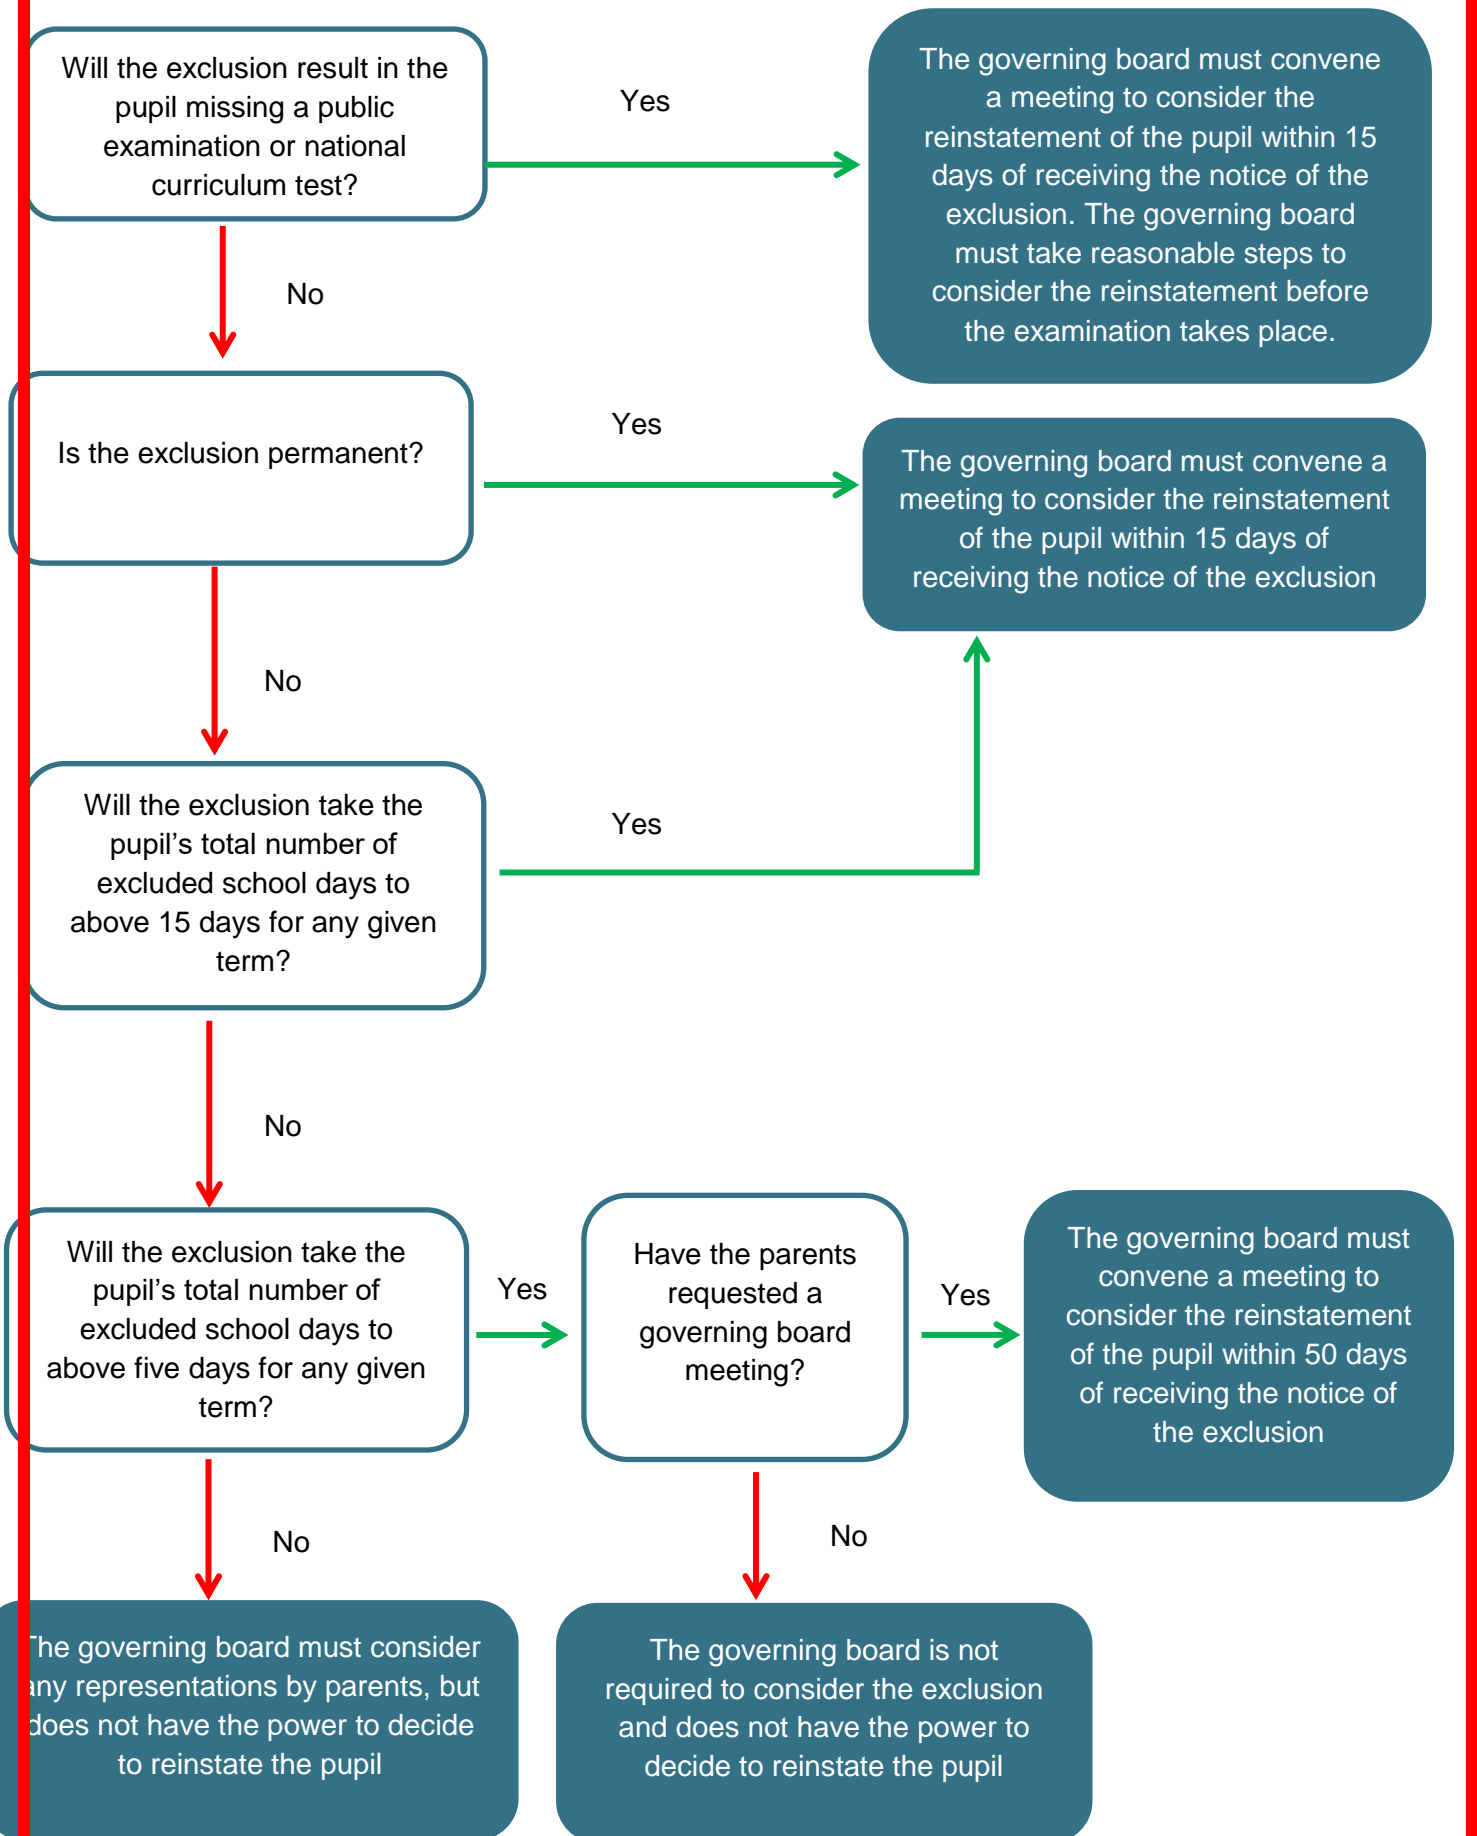 Will the exclusion result in the
pupil missing a public
examination or national
curriculum test?
Yes
The governing board must convene
a meeting to consider the
reinstatement of the pupil within 15
days of receiving the notice of the
exclusion. The governing board
must take reasonable steps to
consider the reinstatement before
the examination takes place.
No
Is the exclusion permanent?
Yes
The governing board must convene a
meeting to consider the reinstatement
of the pupil within 15 days of
receiving the notice of the exclusion
No
Will the exclusion take the
pupil’s total number of
excluded school days to
above 15 days for any given
term?
Yes
No
Will the exclusion take the
pupil’s total number of
excluded school days to
above five days for any given
term?
Yes
Have the parents
requested a
governing board
meeting?
Yes
The governing board must
convene a meeting to
consider the reinstatement
of the pupil within 50 days
of receiving the notice of
the exclusion
No
No
The governing board must consider
any representations by parents, but
does not have the power to decide
to reinstate the pupil
The governing board is not
required to consider the exclusion
and does not have the power to
decide to reinstate the pupil